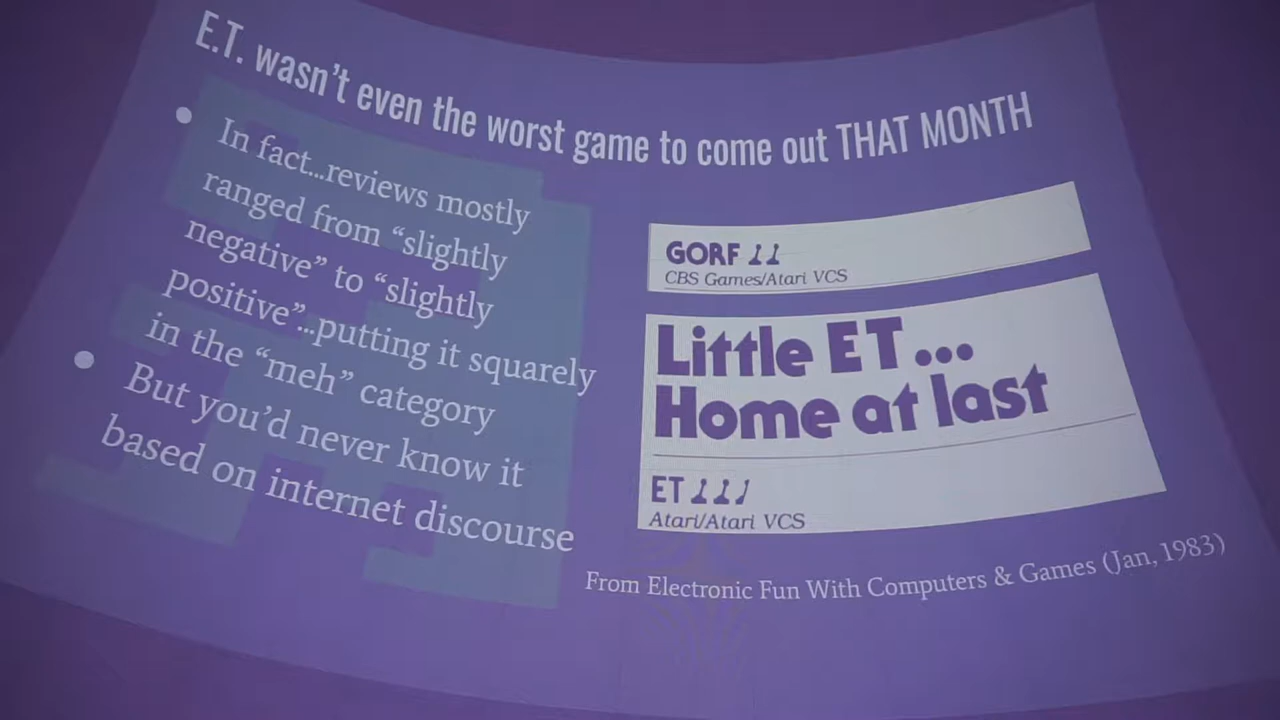 E.T. wasn't even the worst game to come out THAT MONTH
In fact...reviews mostly
ranged from “slightly
negative” to “slightly
positive”...putting it squarely
in the “meh” category
But you'd never know it
based on internet discourse
GORF
CBS Games/Atari VCS
Little ET...
Home at last
ET
Atari/Atari VCS
From Electronic Fun With Computers & Games (Jan, 1983)